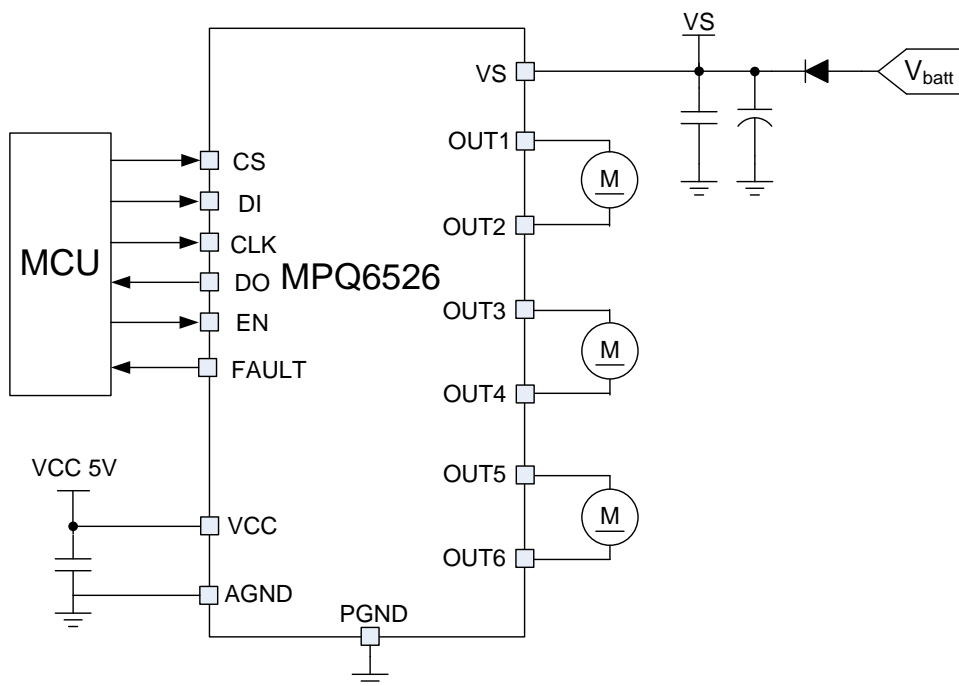 VS
V_batt
VS
OUT1
CS
M
DI
OUT2
CLK
MCU
MPQ6526
DO
OUT3
EN
M
FAULT
OUT4
VCC 5V
OUT5
VCC
M
OUT6
AGND
PGND